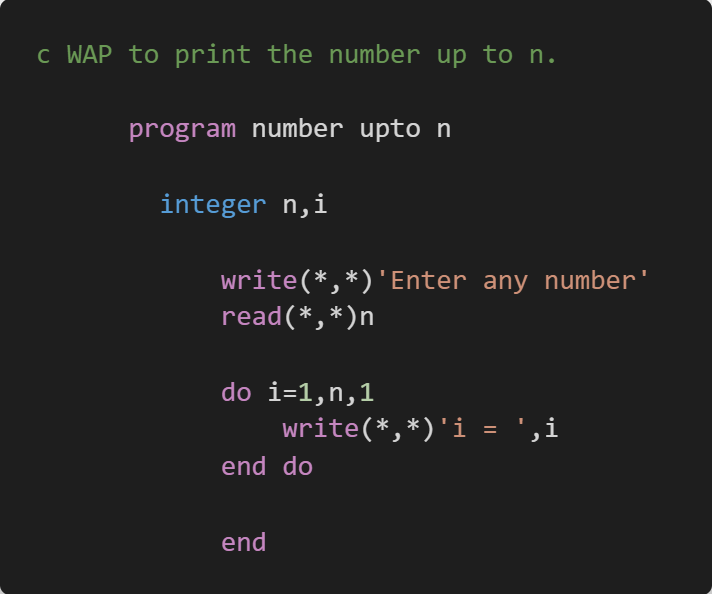 c WAP to print the number up to n.
program number upto n
integer n,i
write(*,*)'Enter any number'
read(*,*)n
do i=1,n,1
write(*,*)'i = ',i
end do
end